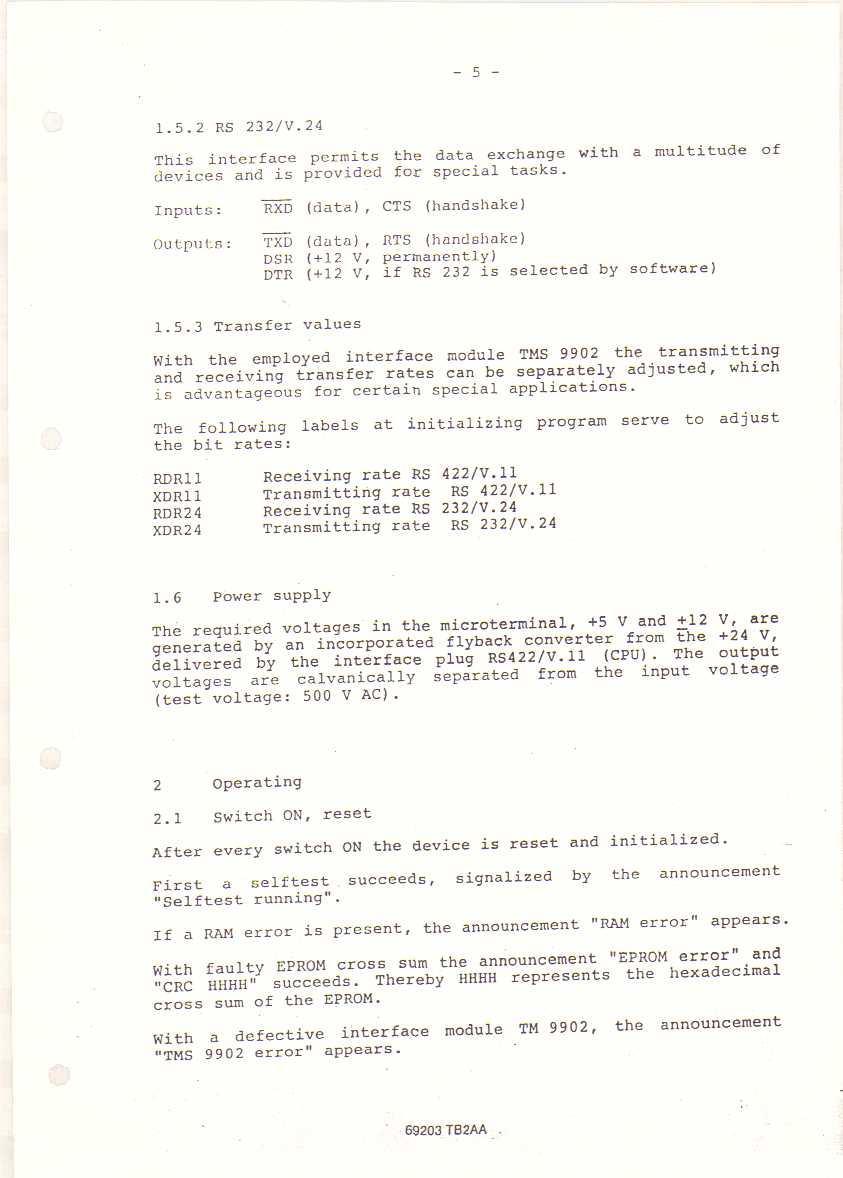 - 5 -
1.5.2 RS 232/V.24
This interface permits the data exchange with a multitude of
devices and is provided for special tasks.
Inputs: R̅X̅D̅ (data), CTS (handshake)
Outputs: T̅X̅D̅ (data), RTS (handshake)
DSR (+12 V, permanently)
DTR (+12 V, if RS 232 is selected by software)
1.5.3 Transfer values
With the employed interface module TMS 9902 the transmitting
and receiving transfer rates can be separately adjusted, which
is advantageous for certain special applications.
The following labels at initializing program serve to adjust
the bit rates:
RDR11 Receiving rate RS 422/V.11
XDR11 Transmitting rate RS 422/V.11
RDR24 Receiving rate RS 232/V.24
XDR24 Transmitting rate RS 232/V.24
1.6 Power supply
The required voltages in the microterminal, +5 V and ±12 V, are
generated by an incorporated flyback converter from the +24 V,
delivered by the interface plug RS422/V.11 (CPU). The output
voltages are calvanically separated from the input voltage
(test voltage: 500 V AC).
2 Operating
2.1 Switch ON, reset
After every switch ON the device is reset and initialized.
First a selftest succeeds, signalized by the announcement
"Selftest running".
If a RAM error is present, the announcement "RAM error" appears.
With faulty EPROM cross sum the announcement "EPROM error" and
"CRC HHHH" succeeds. Thereby HHHH represents the hexadecimal
cross sum of the EPROM.
With a defective interface module TM 9902, the announcement
"TMS 9902 error" appears.
69203 TB2AA